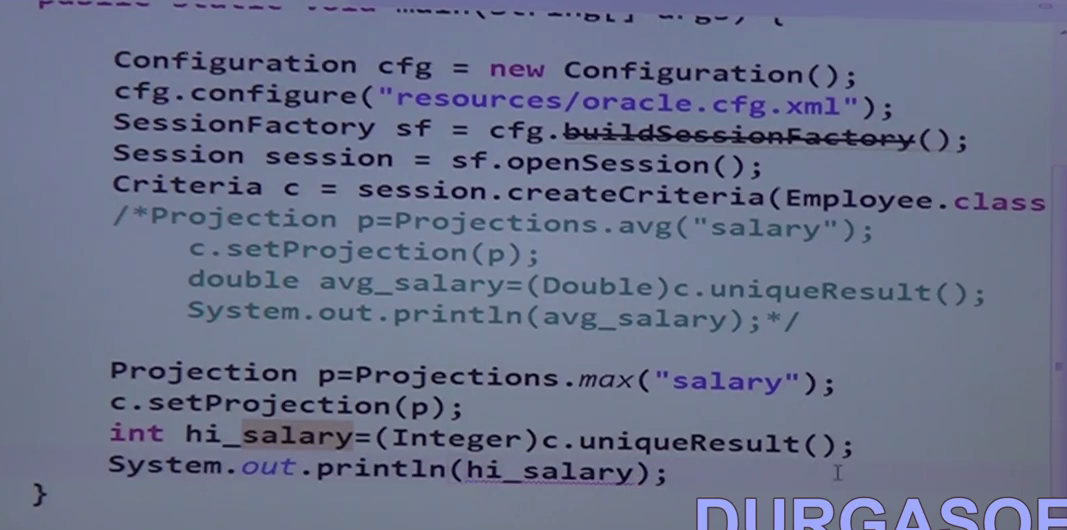 Configuration cfg = new Configuration();
cfg.configure("resources/oracle.cfg.xml");
SessionFactory sf = cfg.buildSessionFactory();
Session session = sf.openSession();
Criteria c = session.createCriteria(Employee.class
/*Projection p=Projections.avg("salary");
c.setProjection(p);
double avg_salary=(Double)c.uniqueResult();
System.out.println(avg_salary);*/
Projection p=Projections.max("salary");
c.setProjection(p);
int hi_salary=(Integer)c.uniqueResult();
System.out.println(hi_salary);
}
DURGASOF